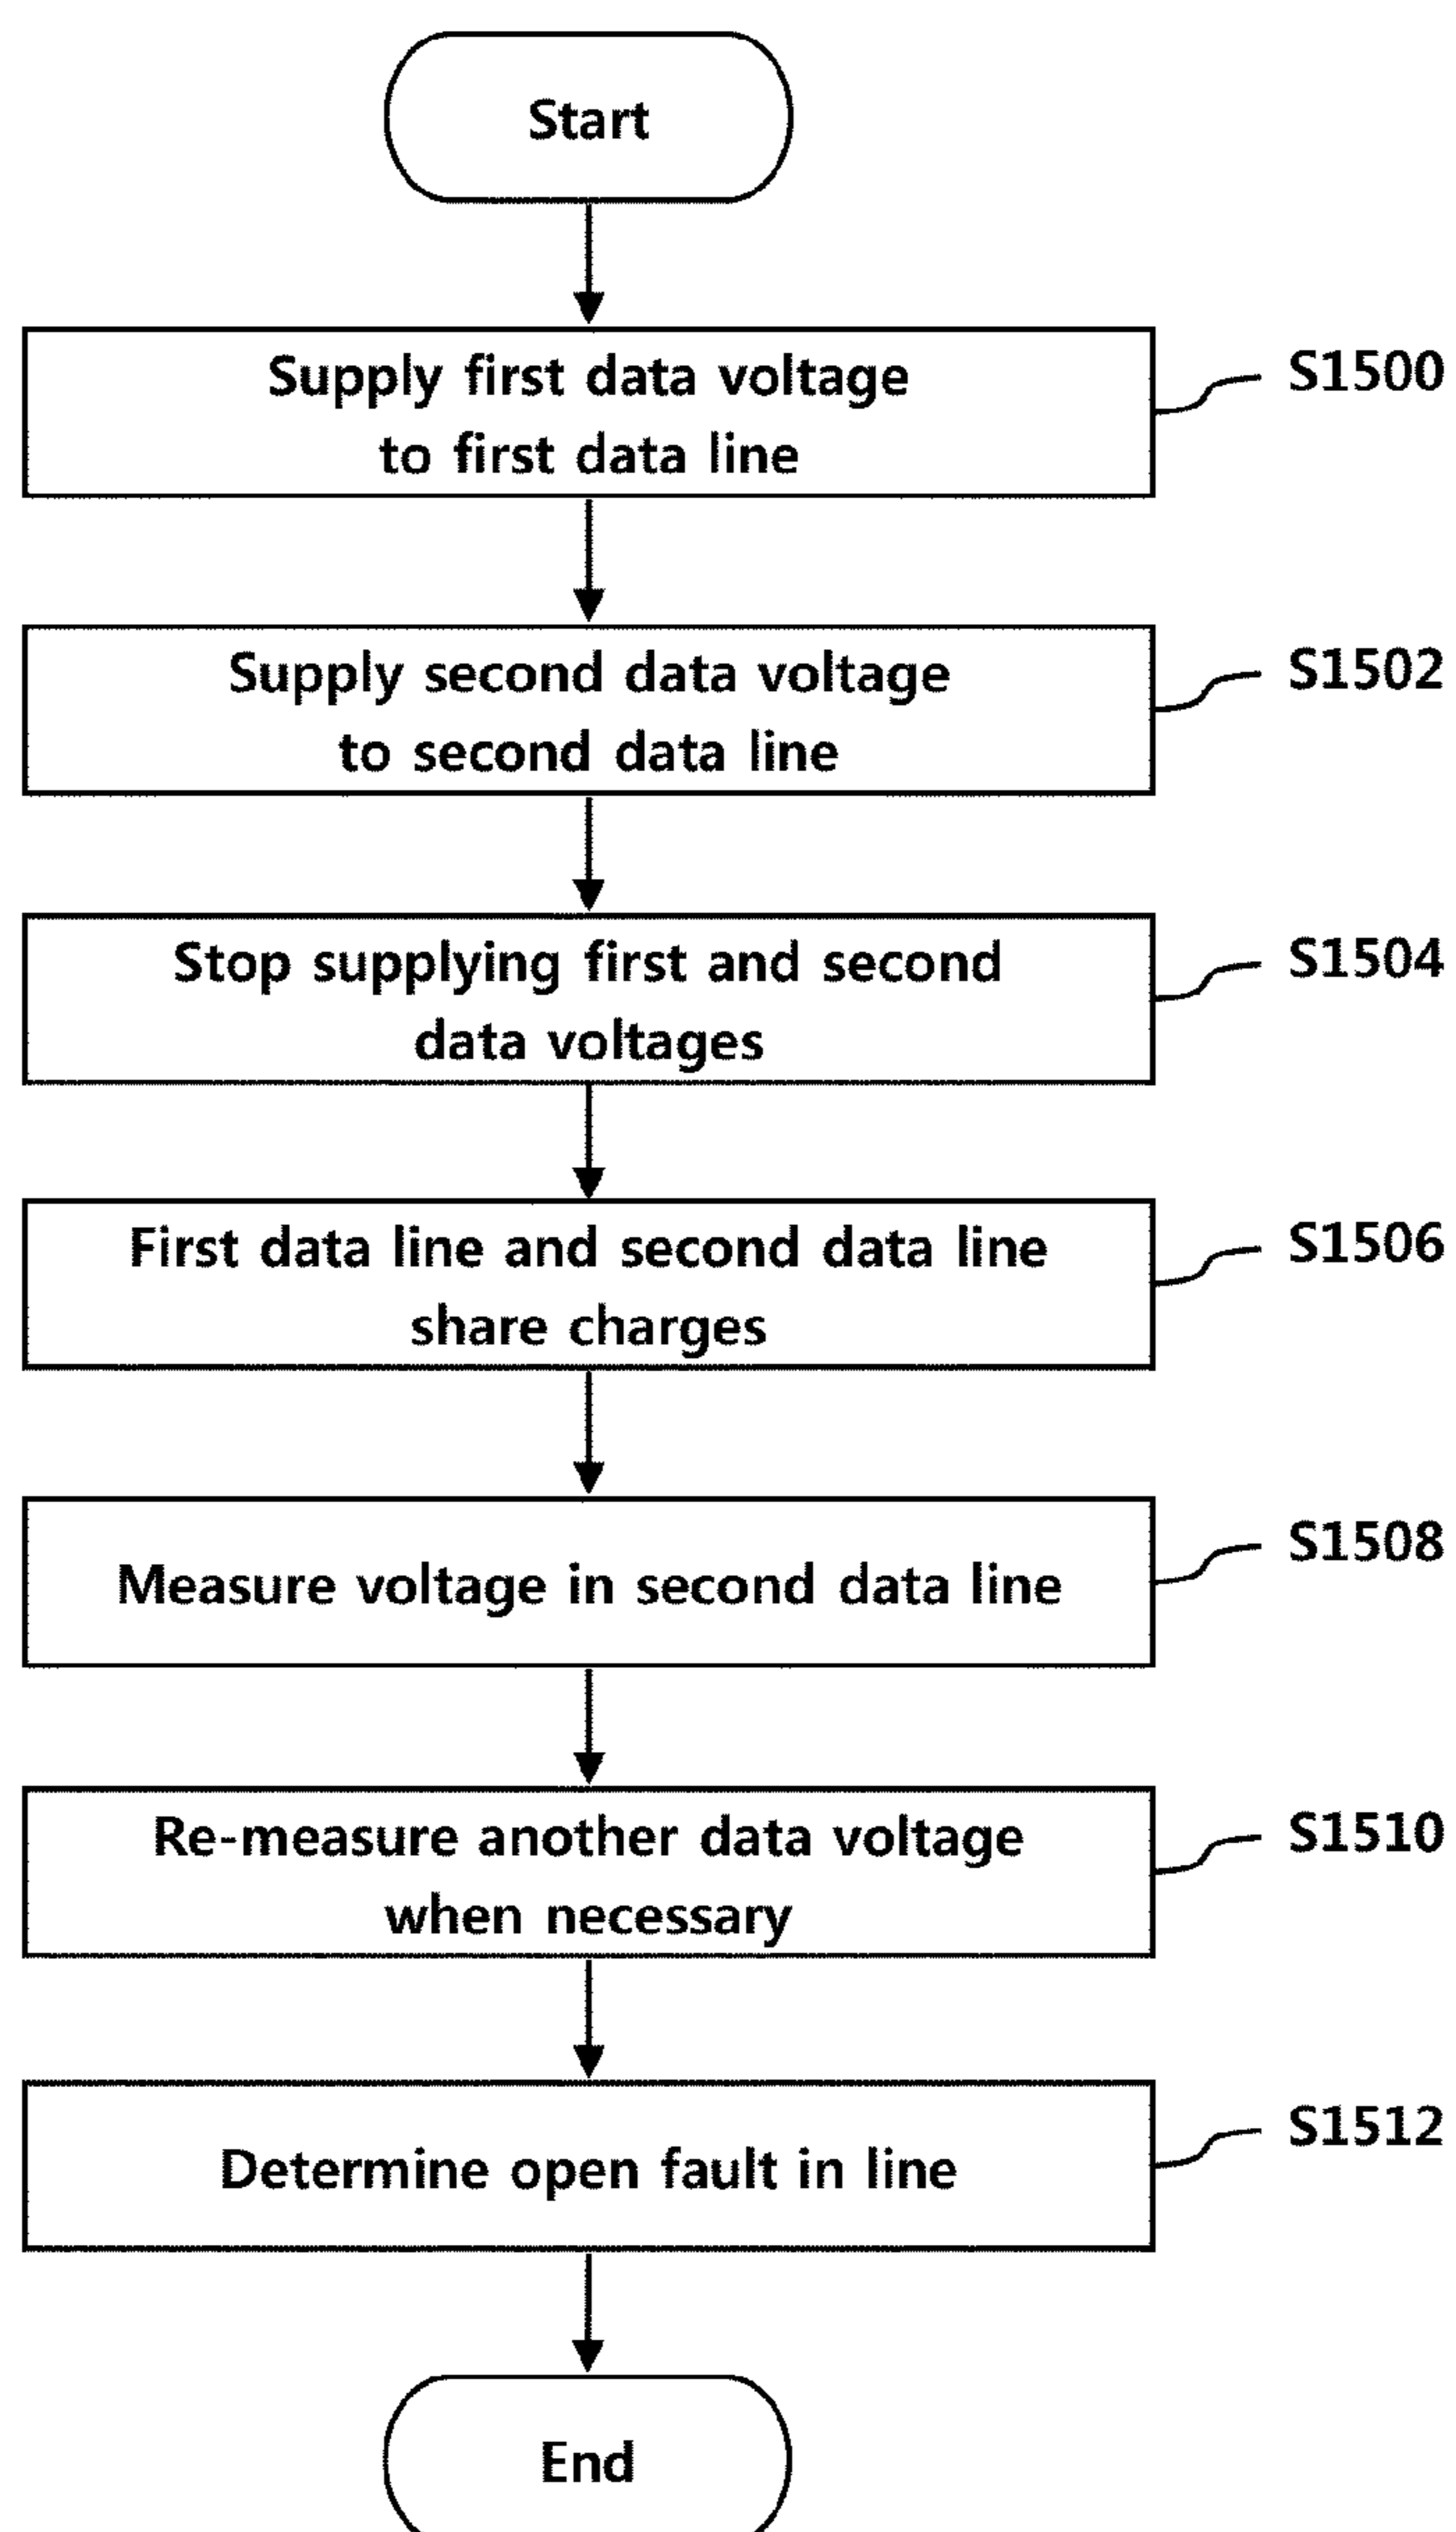 Start
Supply first data voltage
to first data line
S1500
Supply second data voltage
to second data line
S1502
Stop supplying first and second
data voltages
S1504
First data line and second data line
share charges
S1506
Measure voltage in second data line
S1508
Re-measure another data voltage
when necessary
S1510
Determine open fault in line
S1512
End